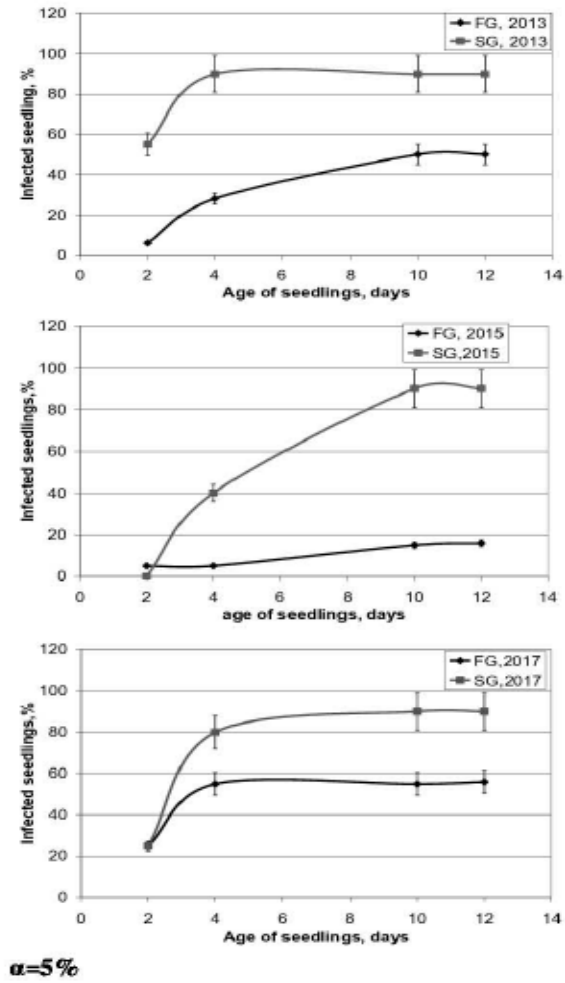 120
100
80
60
40
20
0
Infected seedling, %
FG, 2013
SG, 2013
0 2 4 6 8 10 12 14
Age of seedlings, days
120
100
80
60
40
20
0
Infected seedlings,%
FG, 2015
SG,2015
0 2 4 6 8 10 12 14
age of seedlings, days
120
100
80
60
40
20
0
Infected seedlings,%
FG,2017
SG,2017
0 2 4 6 8 10 12 14
Age of seedlings, days
α=5%